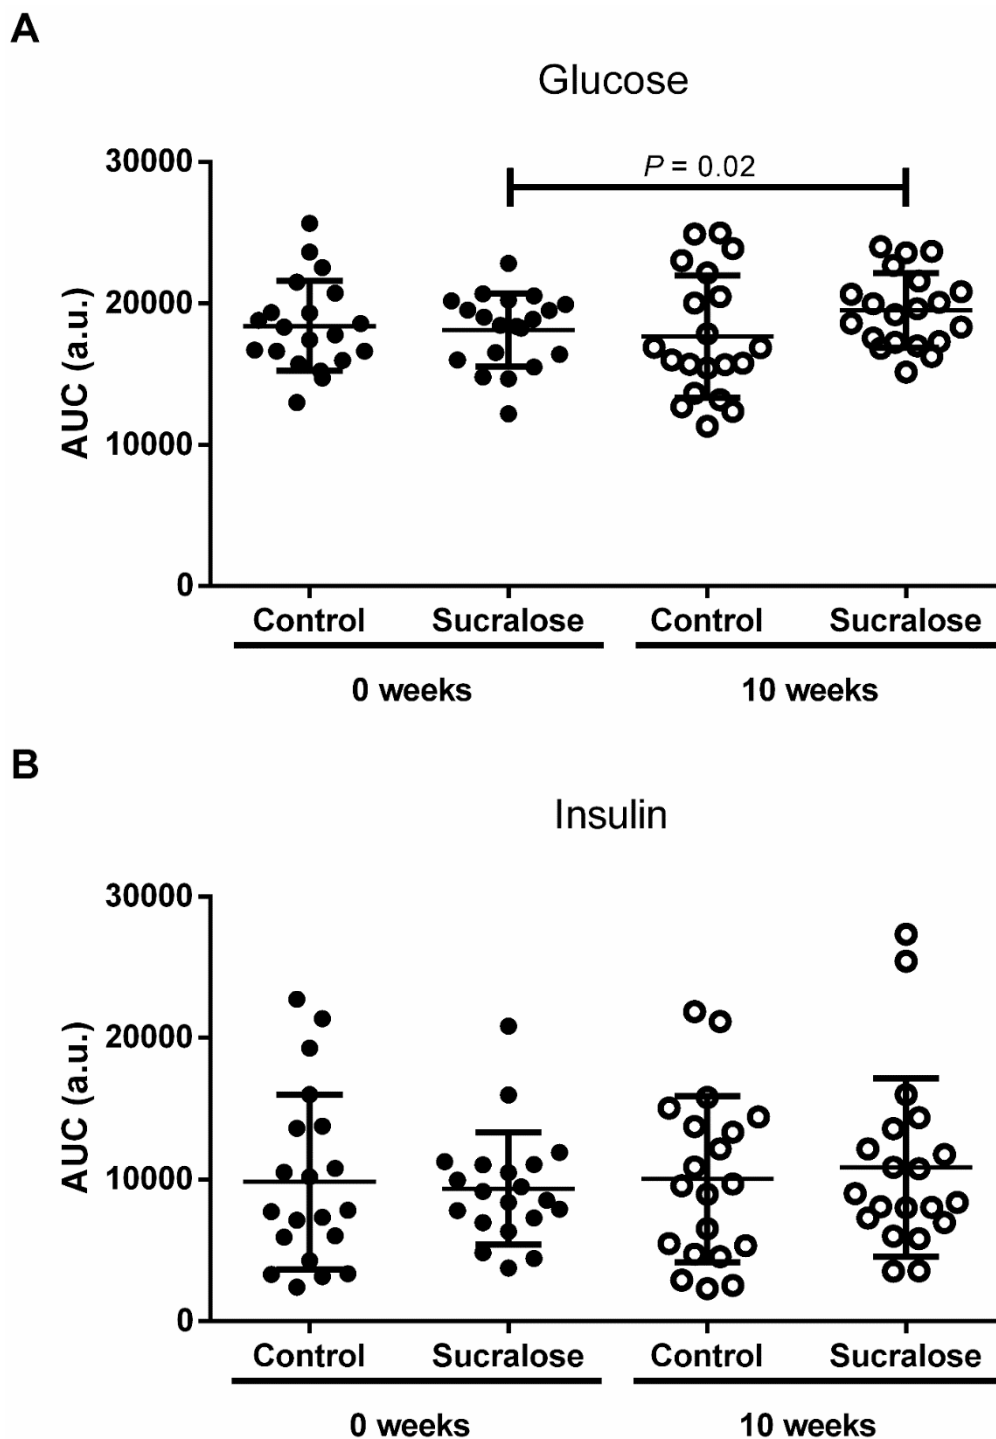 A
Glucose
30000
P = 0.02
20000
AUC (a.u.)
10000
0
Control Sucralose Control Sucralose
0 weeks 10 weeks
B
Insulin
30000
20000
AUC (a.u.)
10000
0
Control Sucralose Control Sucralose
0 weeks 10 weeks